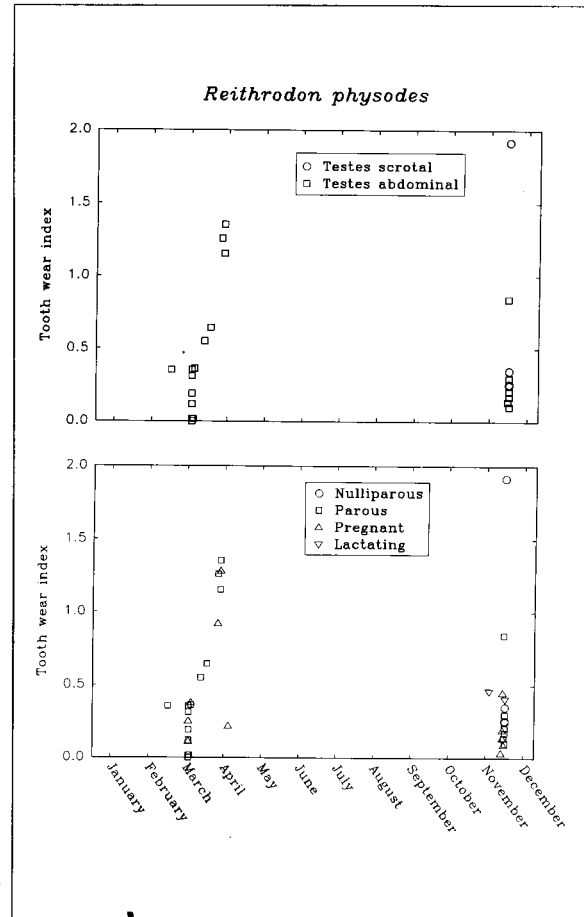 Reithrodon physodes
2.0
1.5
1.0
0.5
0.0
Tooth wear index
Testes scrotal
Testes abdominal
2.0
1.5
1.0
0.5
0.0
Tooth wear index
Nulliparous
Parous
Pregnant
Lactating
January
February
March
April
May
June
July
August
September
October
November
December